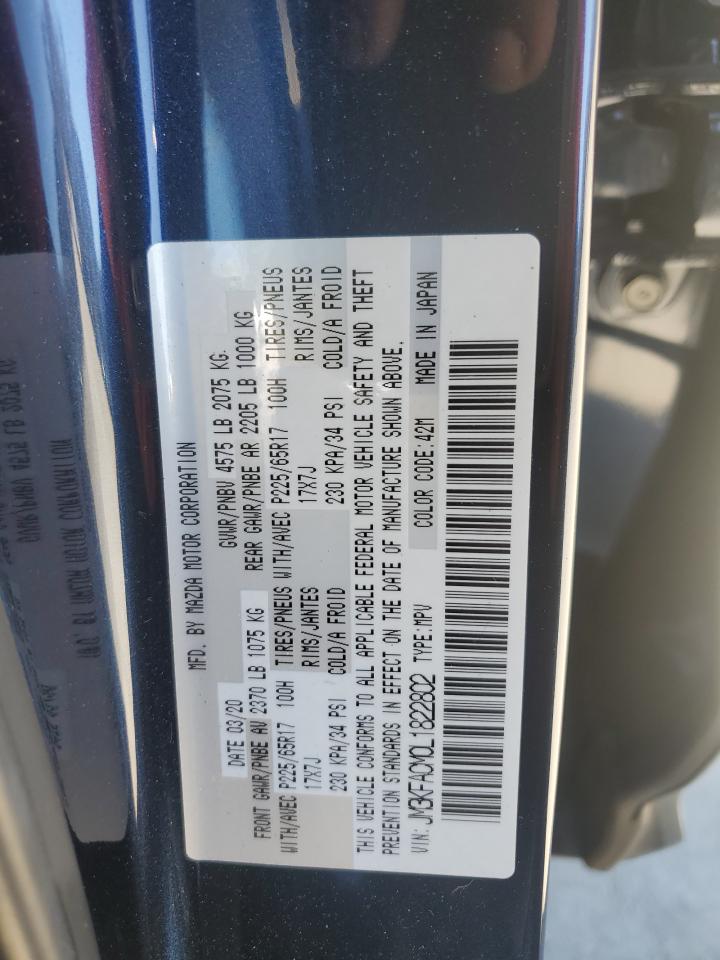 MFD. BY MAZDA MOTOR CORPORATION
DATE 03/20 GVWR/PNBV 4575 LB 2075 KG.
FRONT GAWR/PNBE AV 2370 LB 1075 KG REAR GAWR/PNBE AR 2205 LB 1000 KG
WITH/AVEC P225/65R17 100H TIRES/PNEUS WITH/AVEC P225/65R17 100H TIRES/PNEUS
17X7J RIMS/JANTES 17X7J RIMS/JANTES
230 KPA/34 PSI COLD/A FROID 230 KPA/34 PSI COLD/A FROID
THIS VEHICLE CONFORMS TO ALL APPLICABLE FEDERAL MOTOR VEHICLE SAFETY AND THEFT
PREVENTION STANDARDS IN EFFECT ON THE DATE OF MANUFACTURE SHOWN ABOVE.
VIN: JM3KFACM0L1822802 TYPE:MPV COLOR CODE:42M MADE IN JAPAN